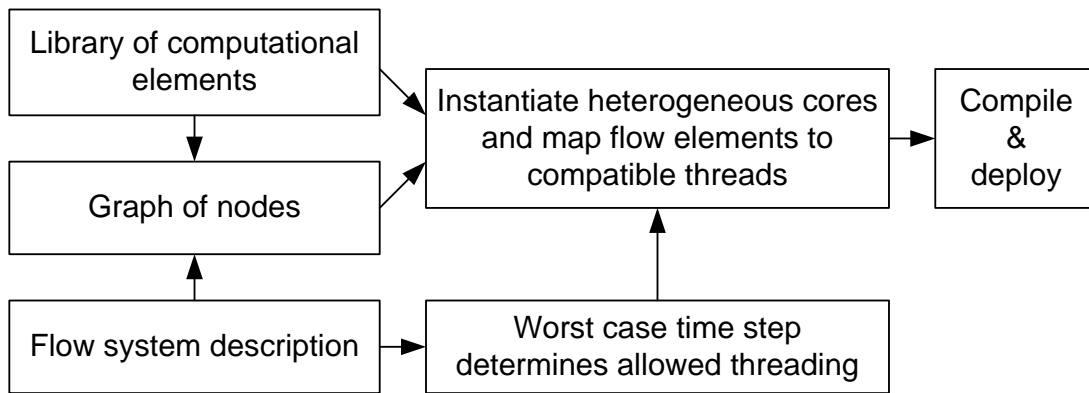 Library of computational
elements
Graph of nodes
Flow system description
Instantiate heterogeneous cores
and map flow elements to
compatible threads
Worst case time step
determines allowed threading
Compile
&
deploy